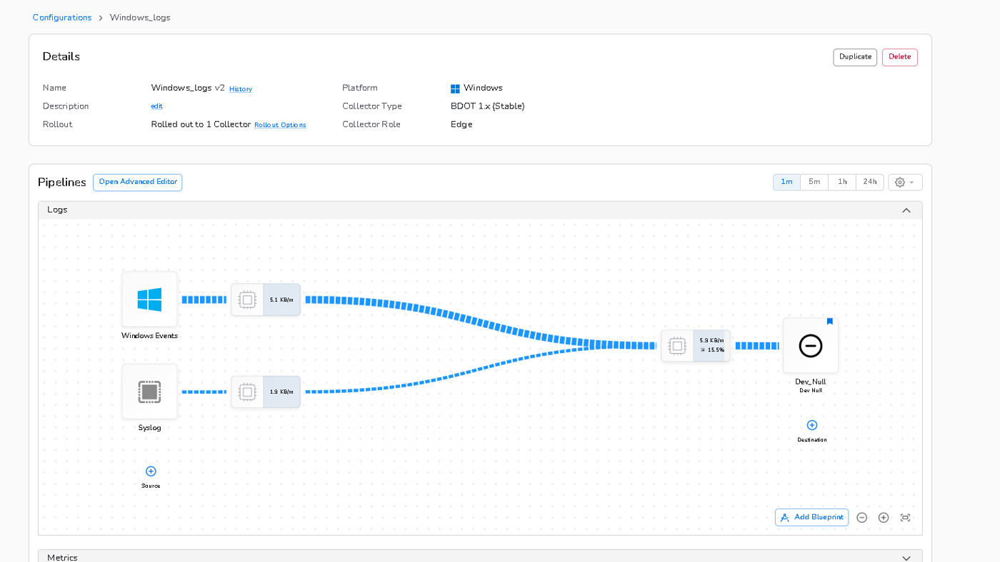 Configurations > Windows_logs
Details
Duplicate
Delete
Name
Windows_logs v2 History
Platform
Windows
Description
edit
Collector Type
BDOT 1.x (Stable)
Rollout
Rolled out to 1 Collector Rollout Options
Collector Role
Edge
Pipelines
Open Advanced Editor
1m
5m
1h
24h
Logs
5.1 KB/m
Windows Events
5.9 KB/m
15.5%
Dev_Null
Dev Null
1.9 KB/m
Syslog
Destination
Source
Add Blueprint
Metrics